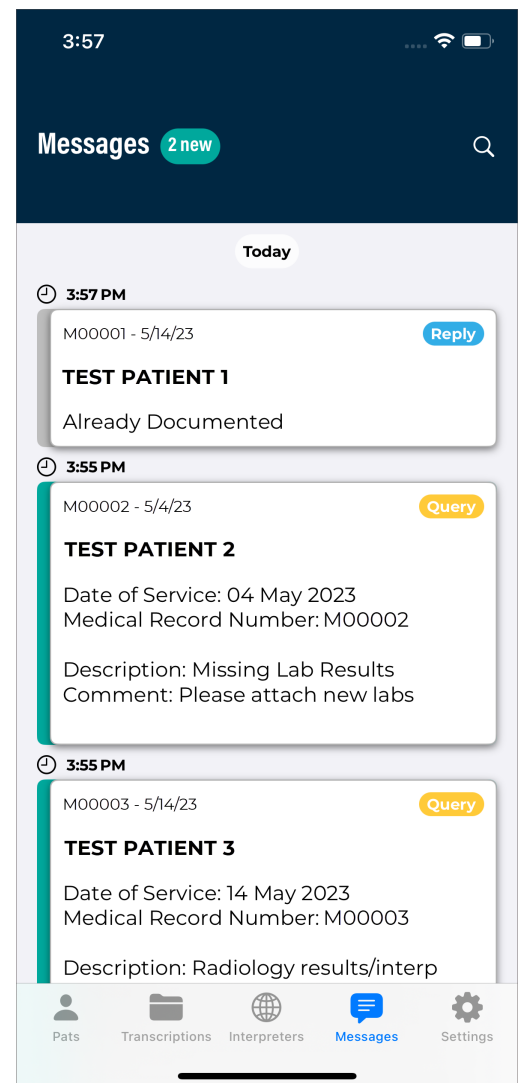 3:57
Messages 2 new
Today
3:57 PM
M00001 - 5/14/23 Reply
TEST PATIENT 1
Already Documented
3:55 PM
M00002 - 5/4/23 Query
TEST PATIENT 2
Date of Service: 04 May 2023
Medical Record Number: M00002
Description: Missing Lab Results
Comment: Please attach new labs
3:55 PM
M00003 - 5/14/23 Query
TEST PATIENT 3
Date of Service: 14 May 2023
Medical Record Number: M00003
Description: Radiology results/interp
Pats Transcriptions Interpreters Messages Settings